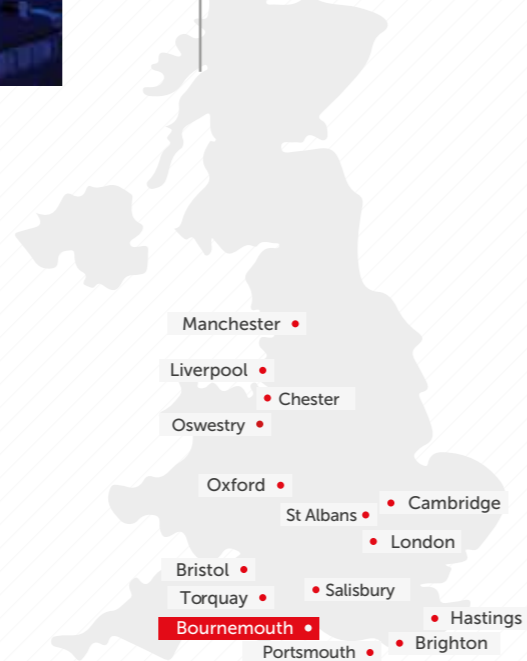 Manchester
Liverpool
Chester
Oswestry
Oxford
Cambridge
St Albans
London
Bristol
Salisbury
Torquay
Hastings
Bournemouth
Brighton
Portsmouth